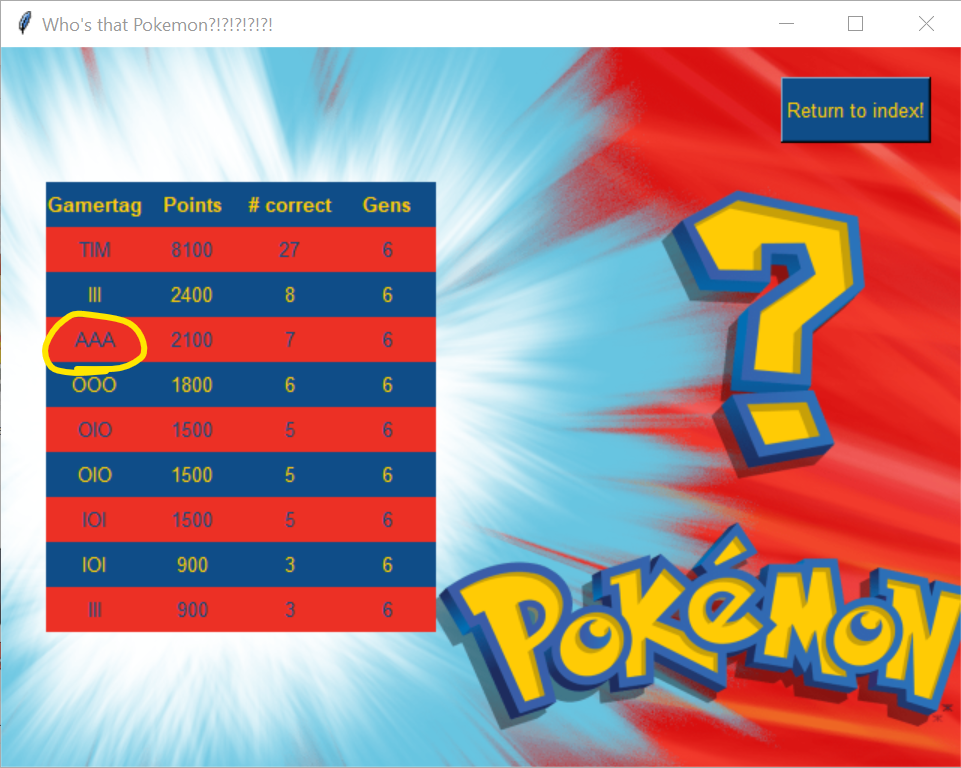 Who's that Pokemon?!?!?!?!?!
Return to index!
Gamertag Points # correct Gens
TIM 8100 27 6
III 2400 8 6
AAA 2100 7 6
OOO 1800 6 6
OIO 1500 5 6
OIO 1500 5 6
IOI 1500 5 6
IOI 900 3 6
III 900 3 6
?
POKéMON